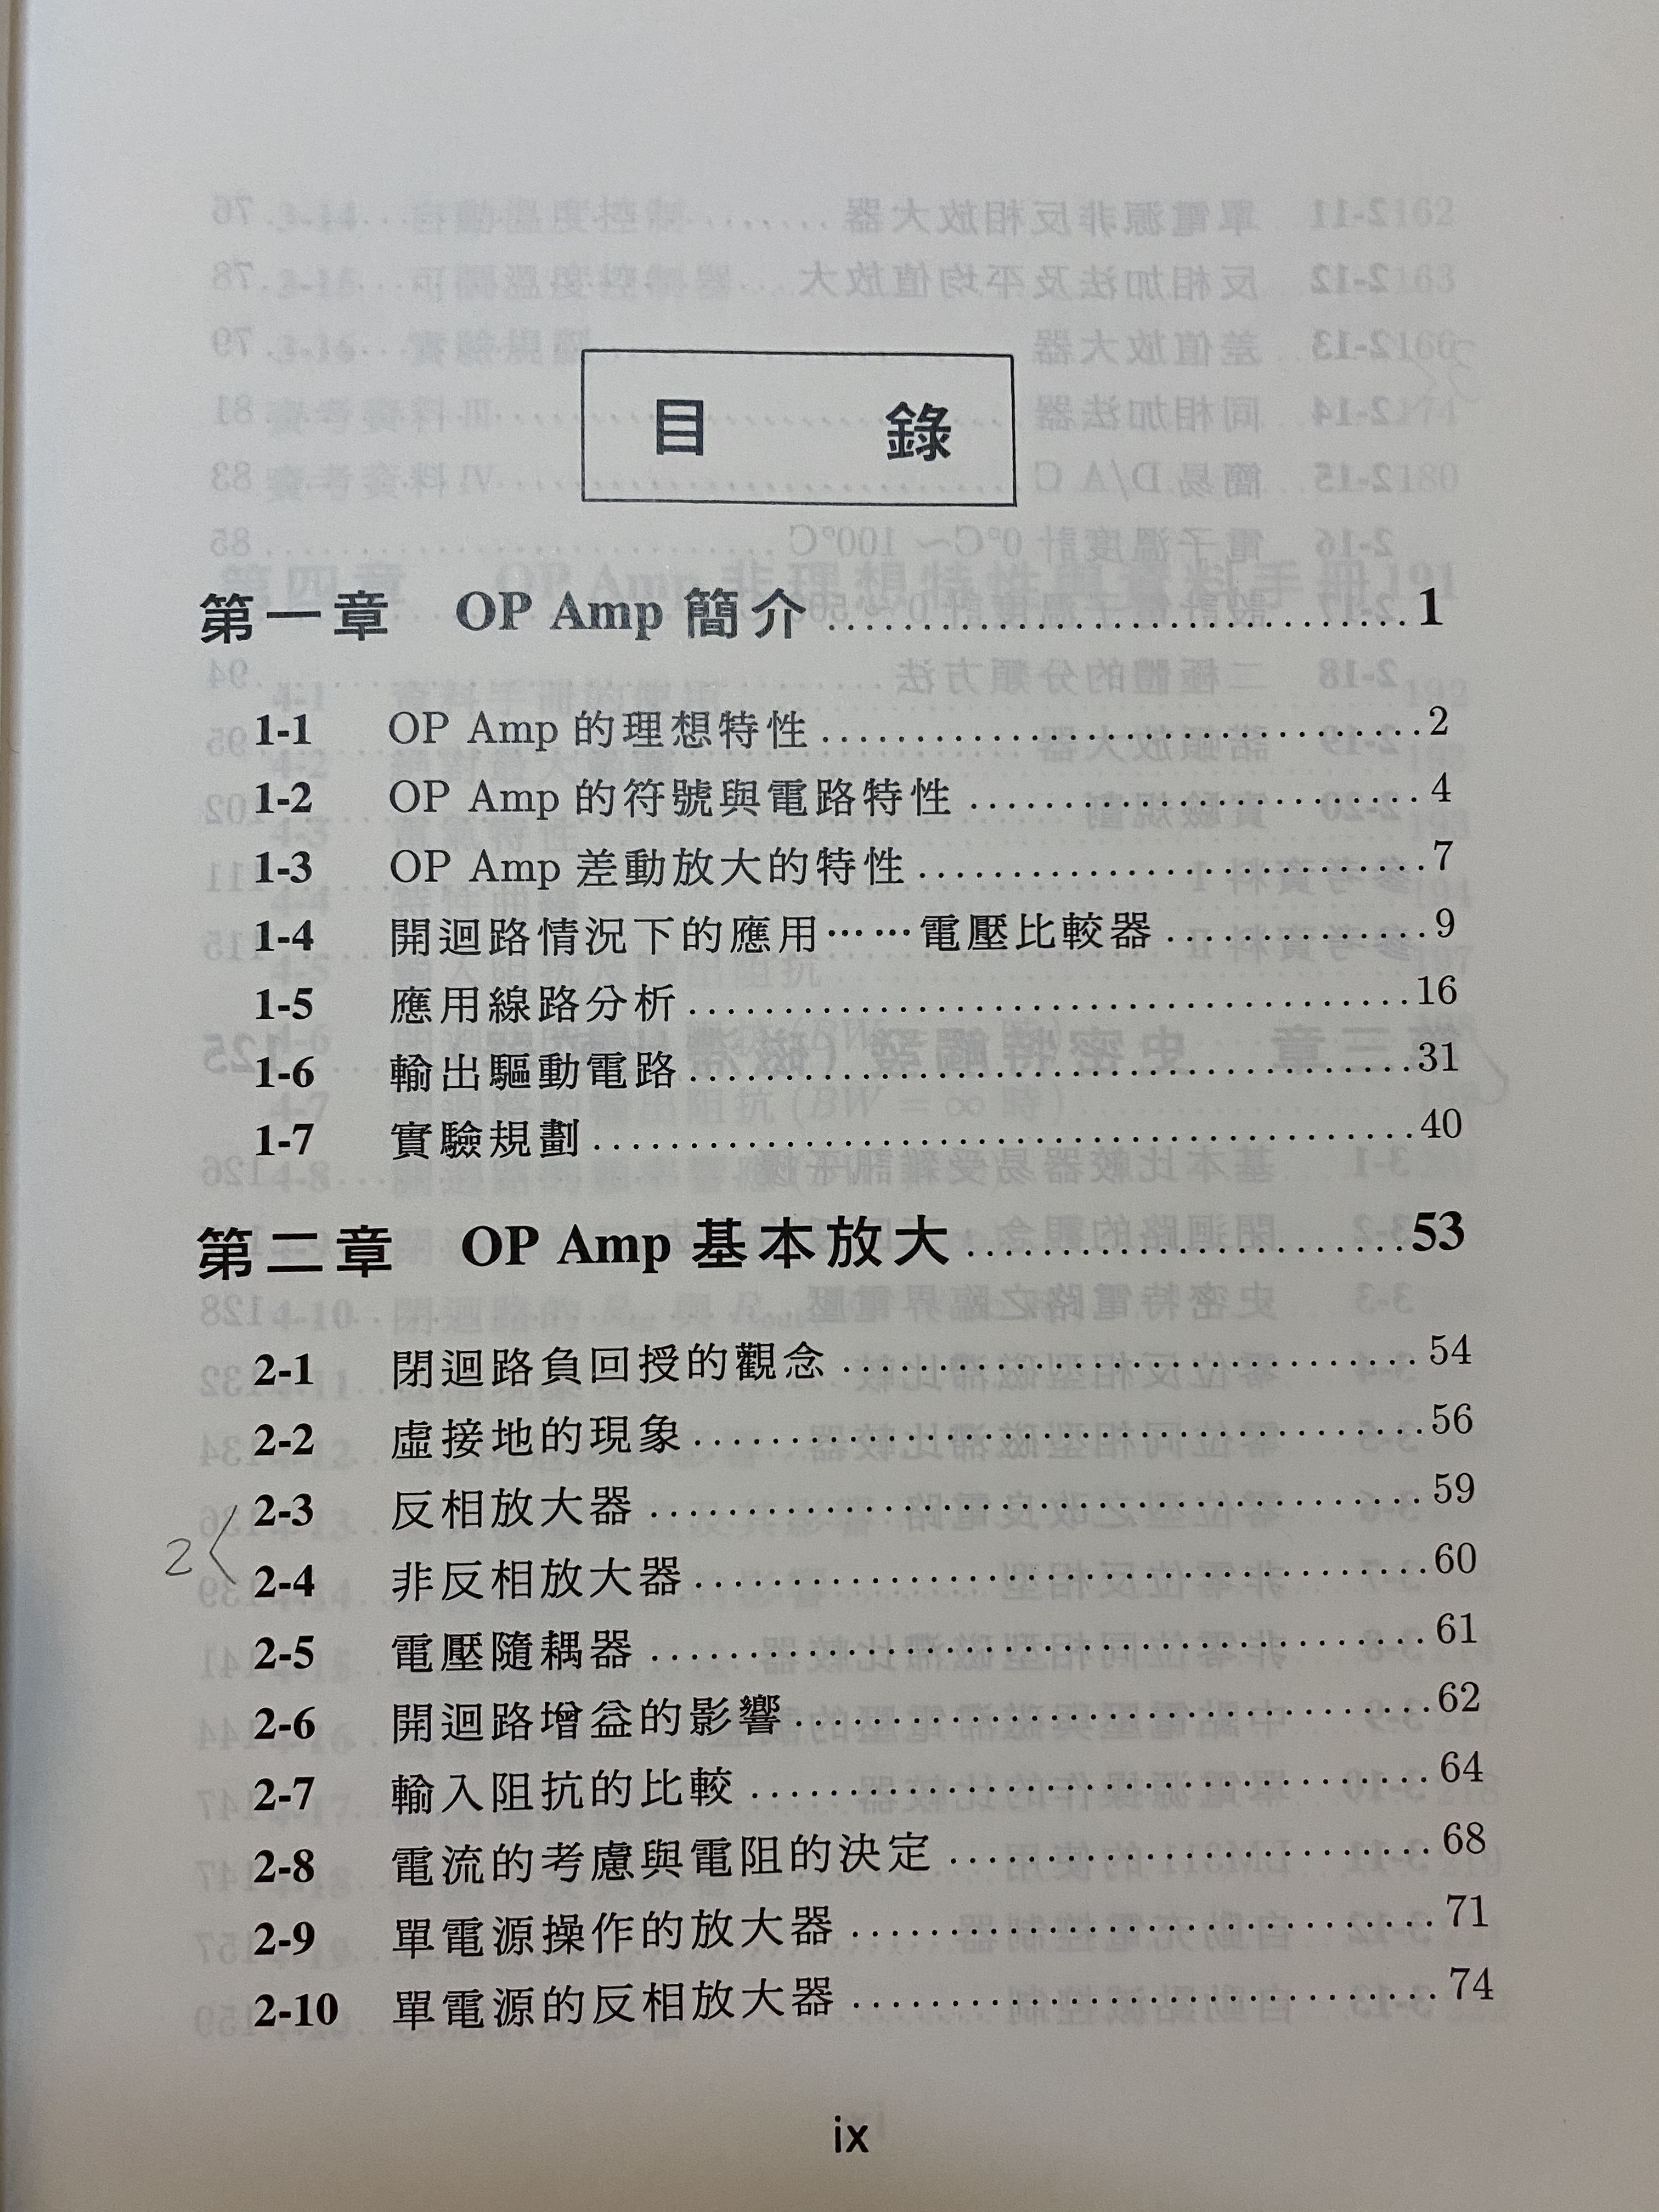 目 錄
第一章 OP Amp 簡介 ................................ 1
1-1 OP Amp 的理想特性 ................................ 2
1-2 OP Amp 的符號與電路特性 ........................ 4
1-3 OP Amp 差動放大的特性 ........................... 7
1-4 開迴路情況下的應用……電壓比較器 ............. 9
1-5 應用線路分析 ....................................... 16
1-6 輸出驅動電路 ....................................... 31
1-7 實驗規劃 ............................................ 40
第二章 OP Amp 基本放大 ........................ 53
2-1 閉迴路負回授的觀念 .............................. 54
2-2 虛接地的現象 ....................................... 56
2 〈 2-3 反相放大器 ......................................... 59
2-4 非反相放大器 ....................................... 60
2-5 電壓隨耦器 ......................................... 61
2-6 開迴路增益的影響 ................................. 62
2-7 輸入阻抗的比較 .................................... 64
2-8 電流的考慮與電阻的決定 ......................... 68
2-9 單電源操作的放大器 .............................. 71
2-10 單電源的反相放大器 .............................. 74
ix